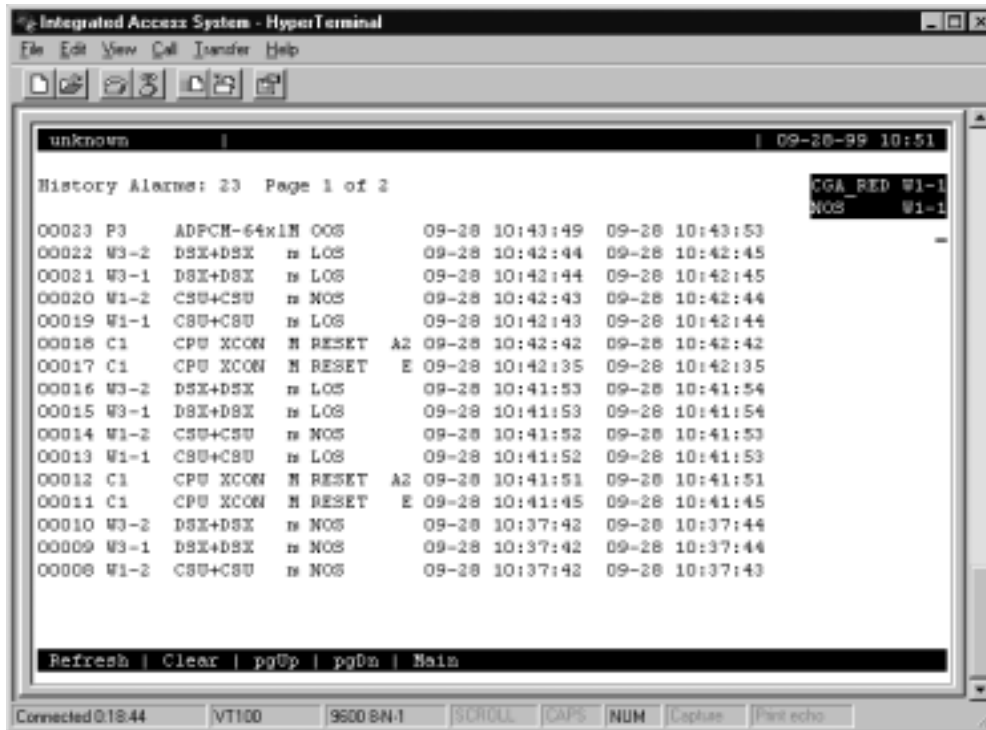 Integrated Access System - HyperTerminal
File Edit View Call Transfer Help
unknown | | 09-28-99 10:51
History Alarms: 23 Page 1 of 2 CGA_RED W1-1
NOS W1-1
00023 P3 ADPCM-64x1M OOS 09-28 10:43:49 09-28 10:43:53
00022 W3-2 DSX+DSX m LOS 09-28 10:42:44 09-28 10:42:45
00021 W3-1 DSX+DSX m LOS 09-28 10:42:44 09-28 10:42:45
00020 W1-2 CSU+CSU m NOS 09-28 10:42:43 09-28 10:42:44
00019 W1-1 CSU+CSU m LOS 09-28 10:42:43 09-28 10:42:44
00018 C1 CPU XCON M RESET A2 09-28 10:42:42 09-28 10:42:42
00017 C1 CPU XCON M RESET E 09-28 10:42:35 09-28 10:42:35
00016 W3-2 DSX+DSX m LOS 09-28 10:41:53 09-28 10:41:54
00015 W3-1 DSX+DSX m LOS 09-28 10:41:53 09-28 10:41:54
00014 W1-2 CSU+CSU m NOS 09-28 10:41:52 09-28 10:41:53
00013 W1-1 CSU+CSU m LOS 09-28 10:41:52 09-28 10:41:53
00012 C1 CPU XCON M RESET A2 09-28 10:41:51 09-28 10:41:51
00011 C1 CPU XCON M RESET E 09-28 10:41:45 09-28 10:41:45
00010 W3-2 DSX+DSX m NOS 09-28 10:37:42 09-28 10:37:44
00009 W3-1 DSX+DSX m NOS 09-28 10:37:42 09-28 10:37:44
00008 W1-2 CSU+CSU m NOS 09-28 10:37:42 09-28 10:37:43
Refresh | Clear | pgUp | pgDn | Main
Connected 0:18:44 VT100 9600 8-N-1 SCROLL CAPS NUM Capture Print echo